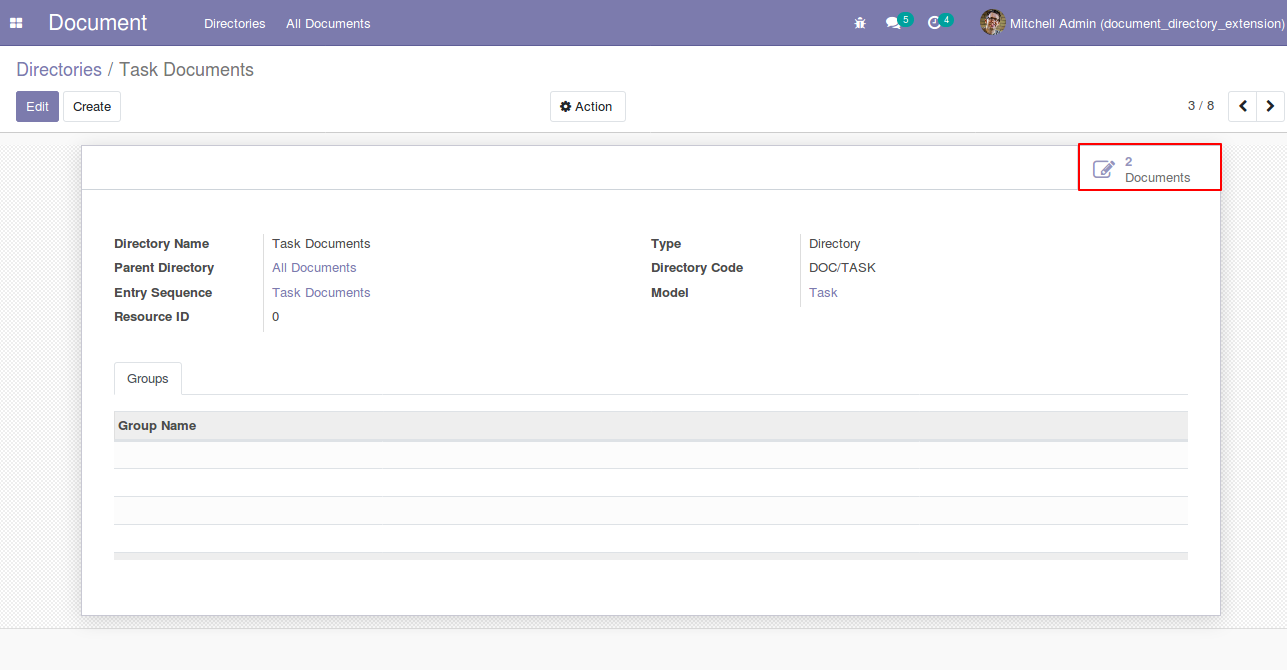 Document Directories All Documents 5 4 Mitchell Admin (document_directory_extension)
Directories / Task Documents
Edit Create Action 3 / 8
2
Documents
Directory Name Task Documents Type Directory
Parent Directory All Documents Directory Code DOC/TASK
Entry Sequence Task Documents Model Task
Resource ID 0
Groups
Group Name